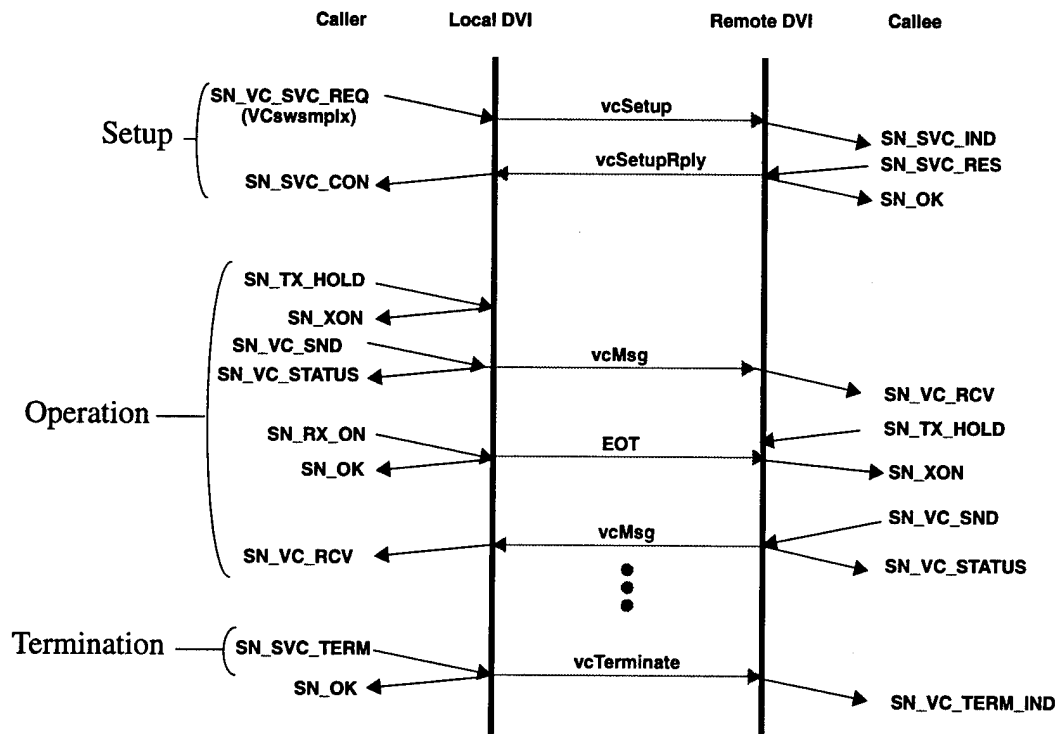 Caller Local DVI Remote DVI Callee
SN_VC_SVC_REQ
(VCswsmplx)
vcSetup
Setup
SN_SVC_IND
vcSetupRply
SN_SVC_RES
SN_SVC_CON
SN_OK
SN_TX_HOLD
SN_XON
SN_VC_SND
vcMsg
SN_VC_STATUS
SN_VC_RCV
Operation
SN_RX_ON
SN_TX_HOLD
EOT
SN_OK
SN_XON
SN_VC_SND
vcMsg
SN_VC_RCV
SN_VC_STATUS
Termination
SN_SVC_TERM
vcTerminate
SN_OK
SN_VC_TERM_IND